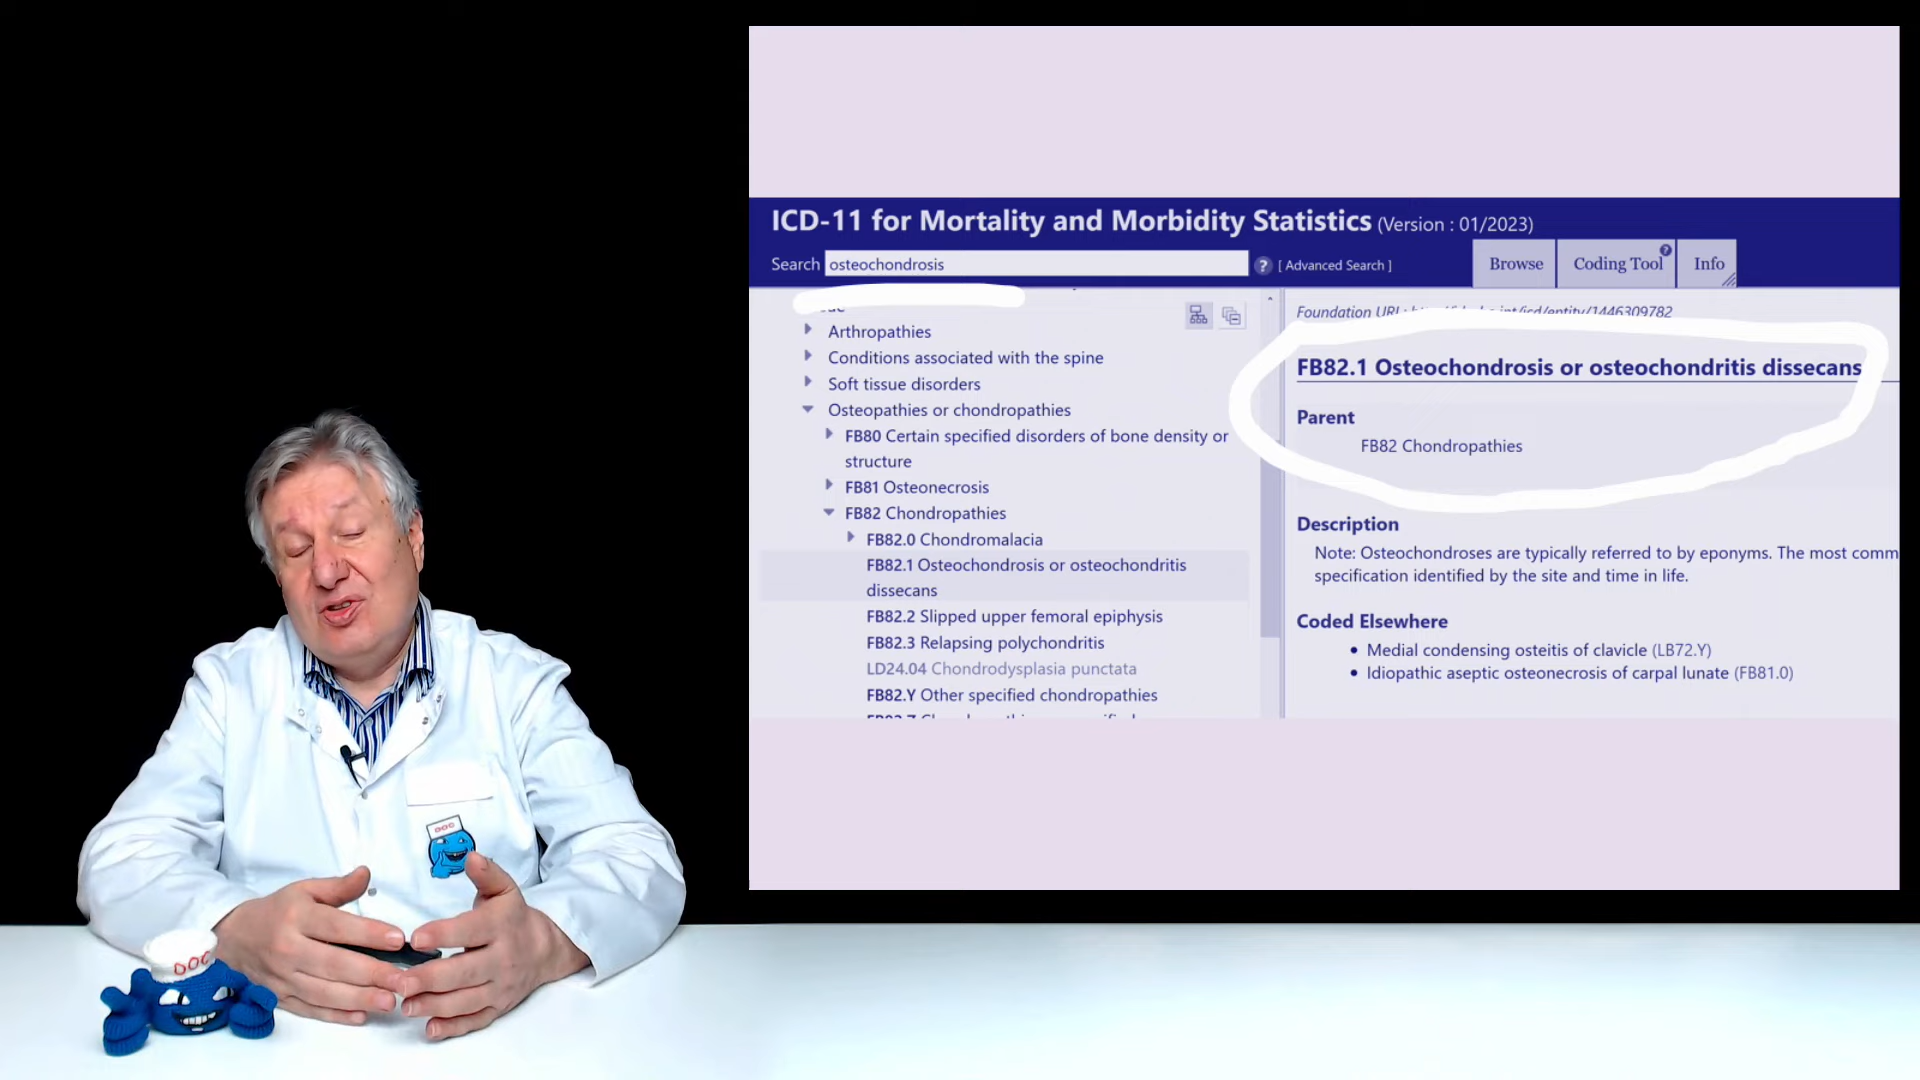 ICD-11 for Mortality and Morbidity Statistics (Version : 01/2023)
Search osteochondrosis ? [ Advanced Search ] Browse Coding Tool ? Info
Arthropathies
Conditions associated with the spine
Soft tissue disorders
Osteopathies or chondropathies
FB80 Certain specified disorders of bone density or
structure
FB81 Osteonecrosis
FB82 Chondropathies
FB82.0 Chondromalacia
FB82.1 Osteochondrosis or osteochondritis
dissecans
FB82.2 Slipped upper femoral epiphysis
FB82.3 Relapsing polychondritis
LD24.04 Chondrodysplasia punctata
FB82.Y Other specified chondropathies
Foundation URL:
FB82.1 Osteochondrosis or osteochondritis dissecans
Parent
FB82 Chondropathies
Description
Note: Osteochondroses are typically referred to by eponyms. The most comm
specification identified by the site and time in life.
Coded Elsewhere
• Medial condensing osteitis of clavicle (LB72.Y)
• Idiopathic aseptic osteonecrosis of carpal lunate (FB81.0)
DOC
DOC